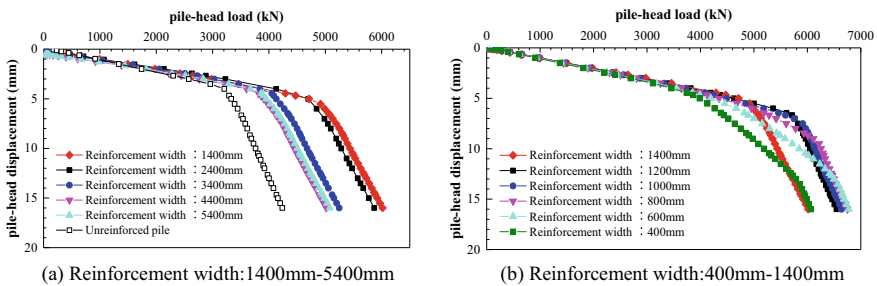 pile-head load (kN)
0 1000 2000 3000 4000 5000 6000
0
5
10
15
20
pile-head displacement (mm)
Reinforcement width：1400mm
Reinforcement width：2400mm
Reinforcement width：3400mm
Reinforcement width：4400mm
Reinforcement width：5400mm
Unreinforced pile
(a) Reinforcement width:1400mm-5400mm
pile-head load (kN)
0 1000 2000 3000 4000 5000 6000 7000
0
5
10
15
20
pile-head displacement (mm)
Reinforcement width：1400mm
Reinforcement width：1200mm
Reinforcement width：1000mm
Reinforcement width：800mm
Reinforcement width：600mm
Reinforcement width：400mm
(b) Reinforcement width:400mm-1400mm